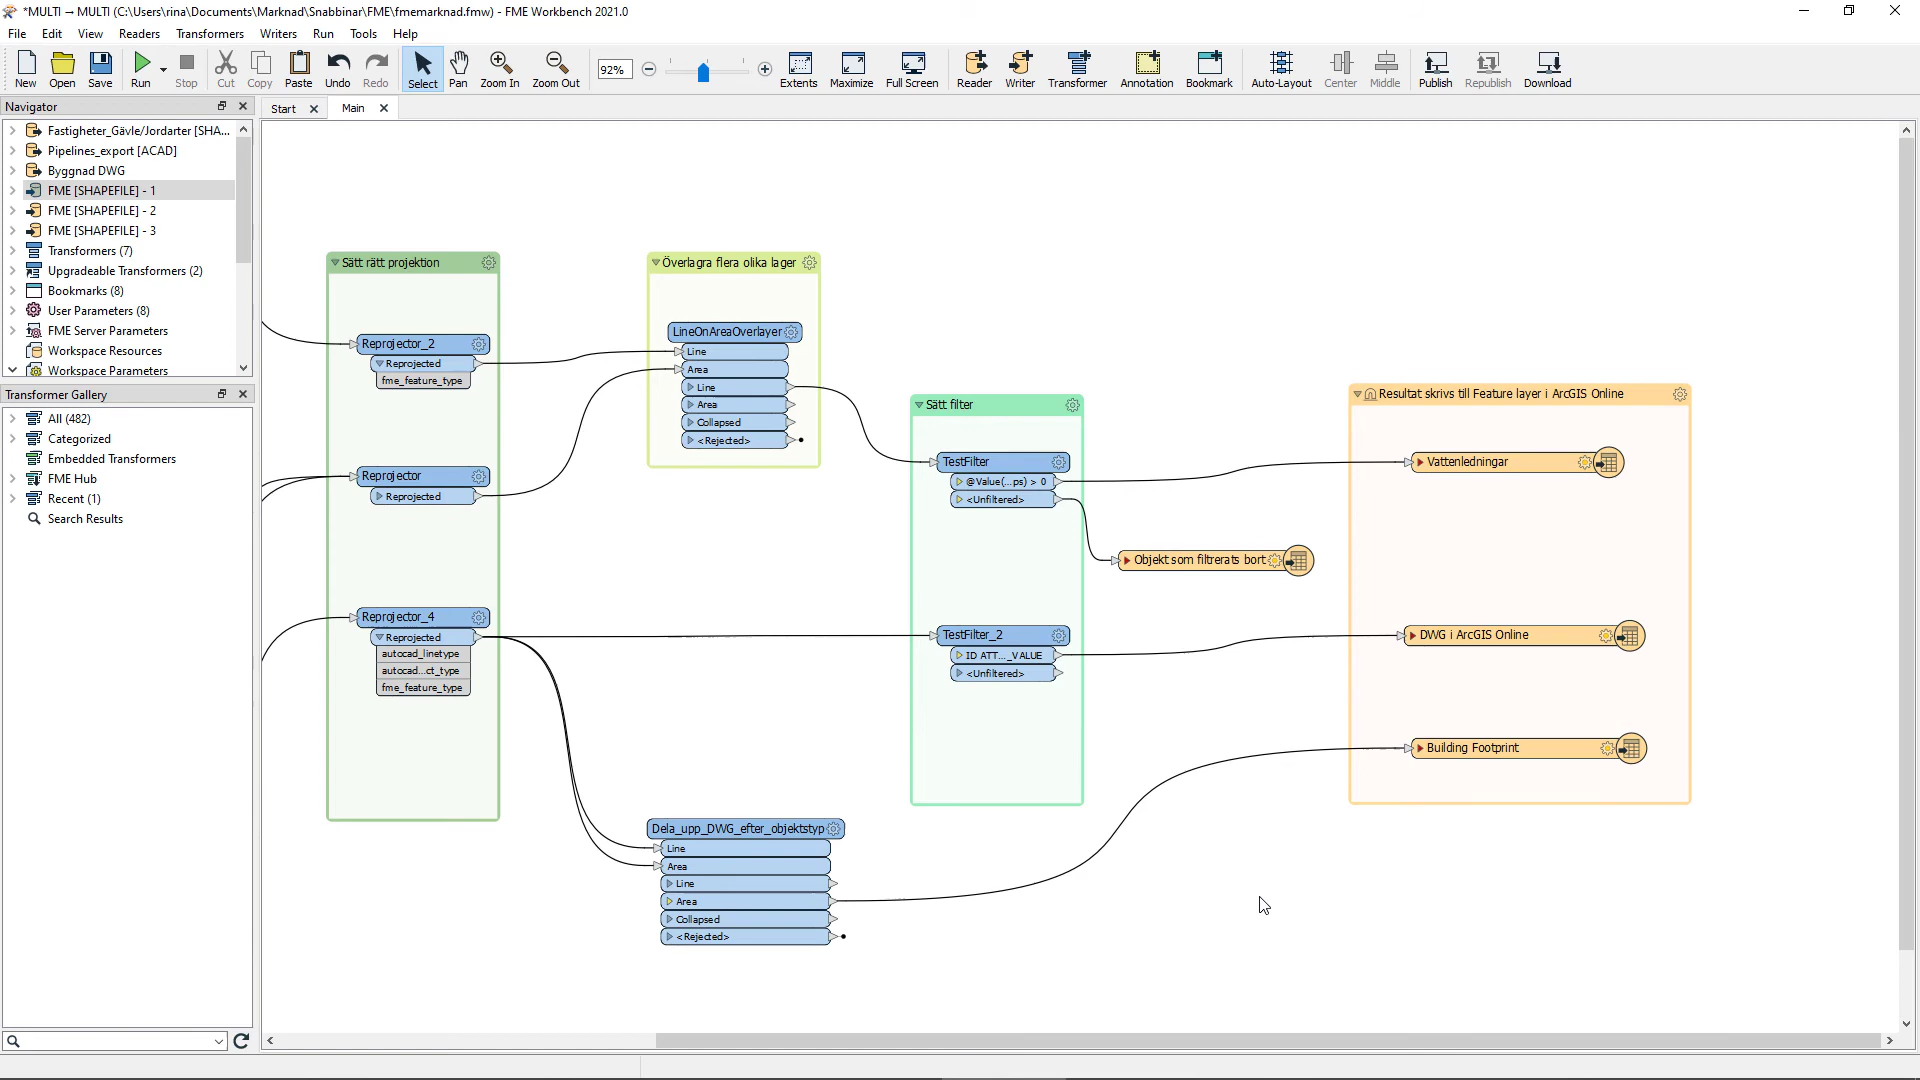 *MULTI → MULTI (C:\Users\rina\Documents\Marknad\Snabbinar\FME\fmemarknad.fmw) - FME Workbench 2021.0
File Edit View Readers Transformers Writers Run Tools Help
New Open Save Run Stop Cut Copy Paste Undo Redo Select Pan Zoom In Zoom Out 92% Extents Maximize Full Screen Reader Writer Transformer Annotation Bookmark Auto-Layout Center Middle Publish Republish Download
Navigator
Fastigheter_Gävle/Jordarter [SHA...
Pipelines_export [ACAD]
Byggnad DWG
FME [SHAPEFILE] - 1
FME [SHAPEFILE] - 2
FME [SHAPEFILE] - 3
Transformers (7)
Upgradeable Transformers (2)
Bookmarks (8)
User Parameters (8)
FME Server Parameters
Workspace Resources
Workspace Parameters
Transformer Gallery
All (482)
Categorized
Embedded Transformers
FME Hub
Recent (1)
Search Results
Start
Main
Sätt rätt projektion
Reprojector_2
Reprojected
fme_feature_type
Reprojector
Reprojected
Reprojector_4
Reprojected
autocad_linetype
autocad...ct_type
fme_feature_type
Överlagra flera olika lager
LineOnAreaOverlayer
Line
Area
Line
Area
Collapsed
<Rejected>
Dela_upp_DWG_efter_objektstyp
Line
Area
Line
Area
Collapsed
<Rejected>
Sätt filter
TestFilter
@Value(...ps) > 0
<Unfiltered>
TestFilter_2
ID ATT..._VALUE
<Unfiltered>
Objekt som filtrerats bort
Resultat skrivs till Feature layer i ArcGIS Online
Vattenledningar
DWG i ArcGIS Online
Building Footprint